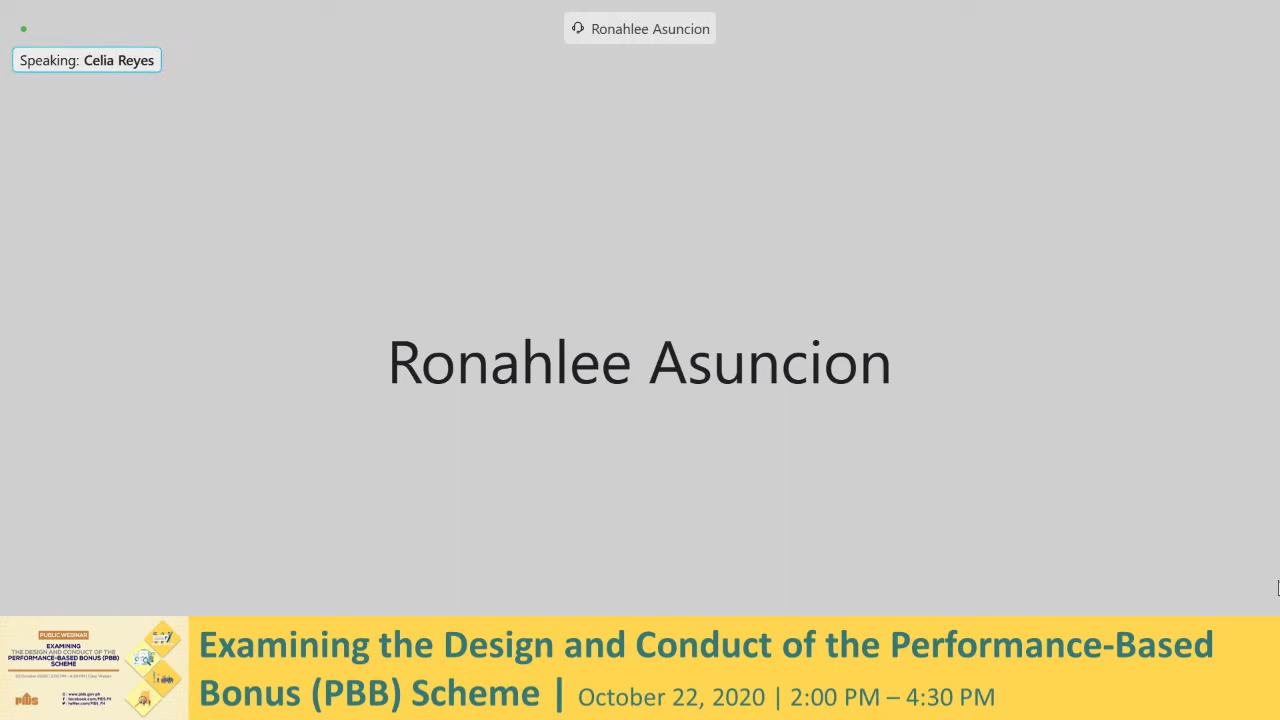 Ronahlee Asuncion
Speaking: Celia Reyes
Ronahlee Asuncion
PUBLIC WEBINAR
EXAMINING
THE DESIGN AND CONDUCT OF THE
PERFORMANCE-BASED BONUS (PBB)
SCHEME
Examining the Design and Conduct of the Performance-Based
Bonus (PBB) Scheme | October 22, 2020 | 2:00 PM – 4:30 PM